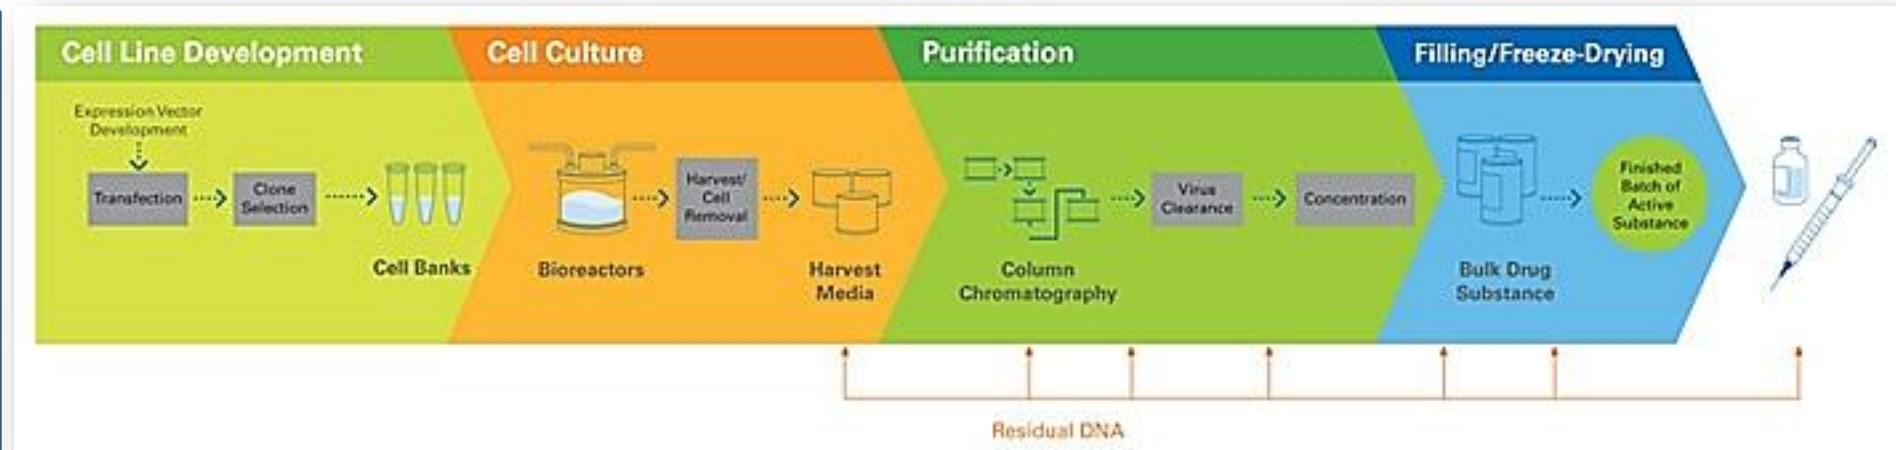 Cell Line Development
Cell Culture
Purification
Filling/Freeze-Drying
Expression Vector
Development
Transfection
Clone
Selection
Cell Banks
Bioreactors
Harvest/
Cell
Removal
Harvest
Media
Column
Chromatography
Virus
Clearance
Concentration
Bulk Drug
Substance
Finished
Batch of
Active
Substance
Residual DNA